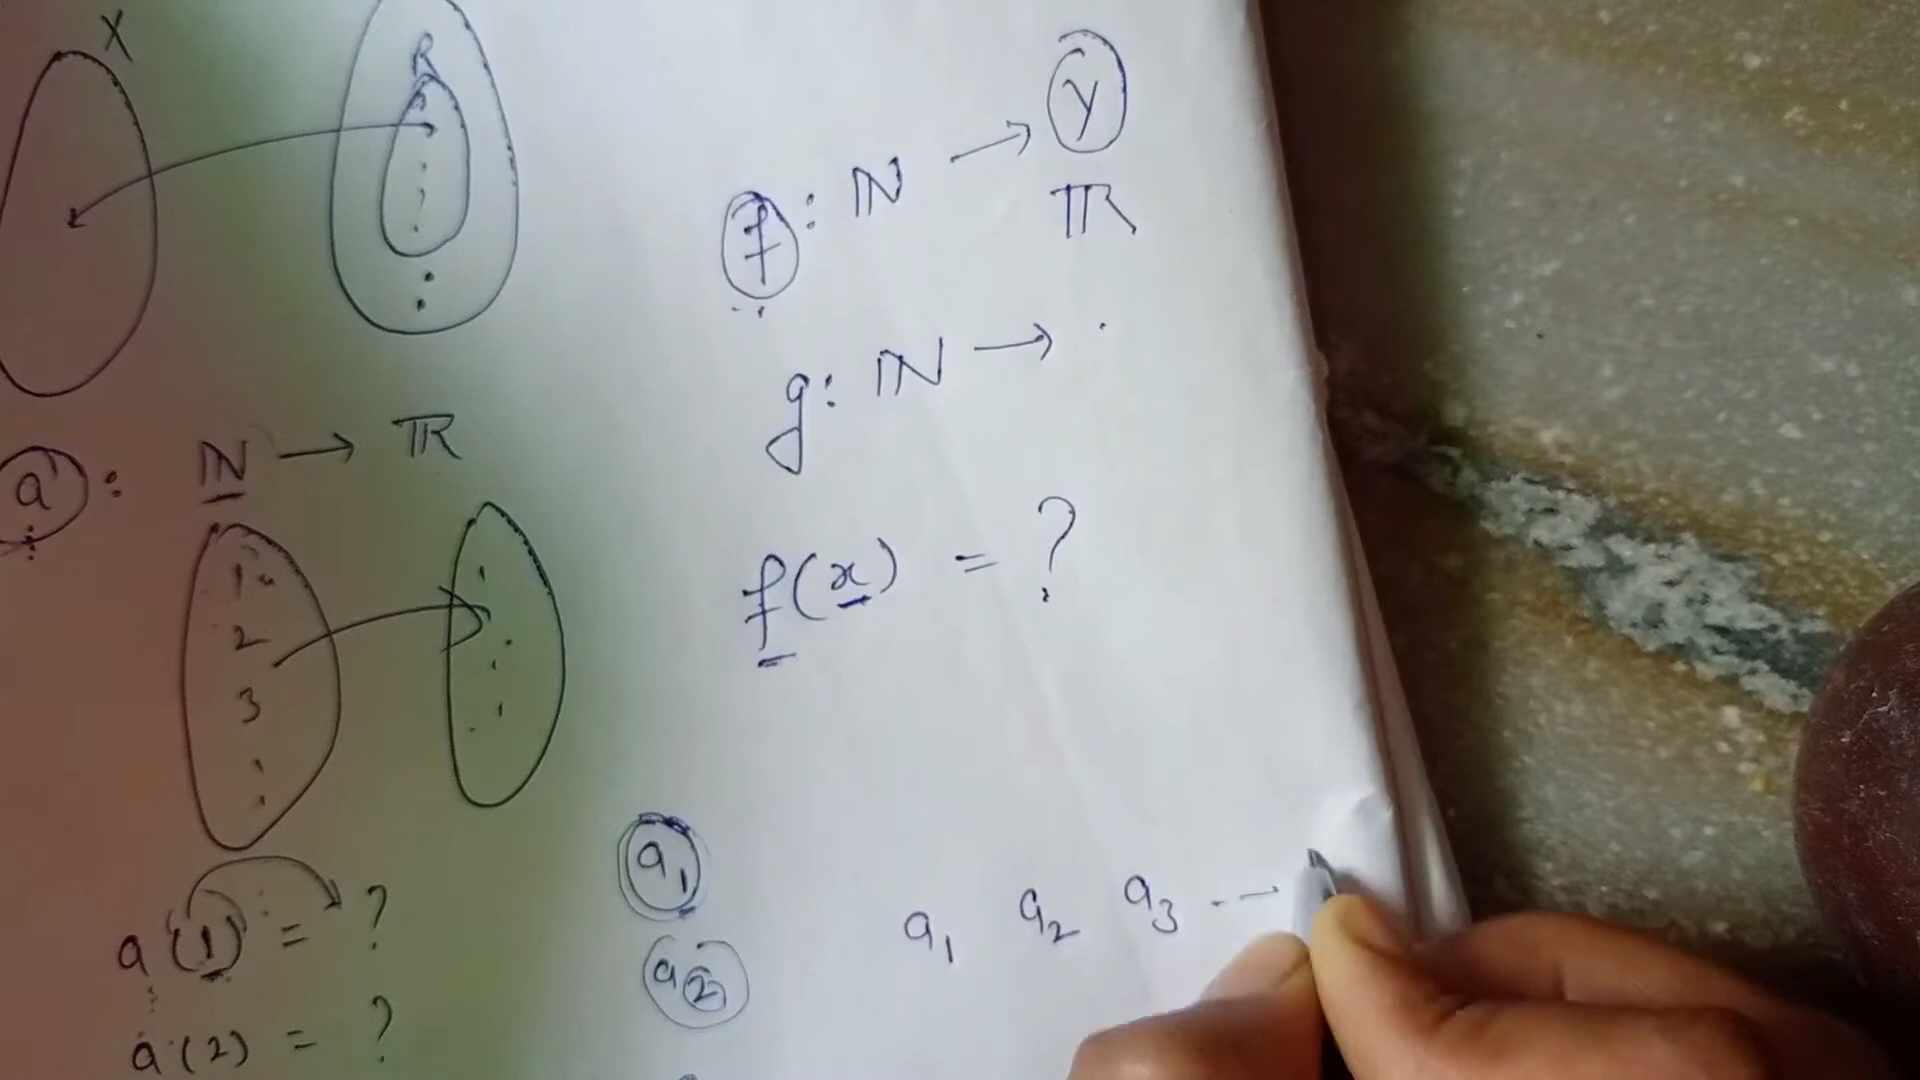 X
R
f : ℕ → Y
ℝ
g : ℕ →
a : ℕ → ℝ
1
2
3
f(x) = ?
a₁
a₁ a₂ a₃ ...
a(1) = ?
a₂
a(2) = ?